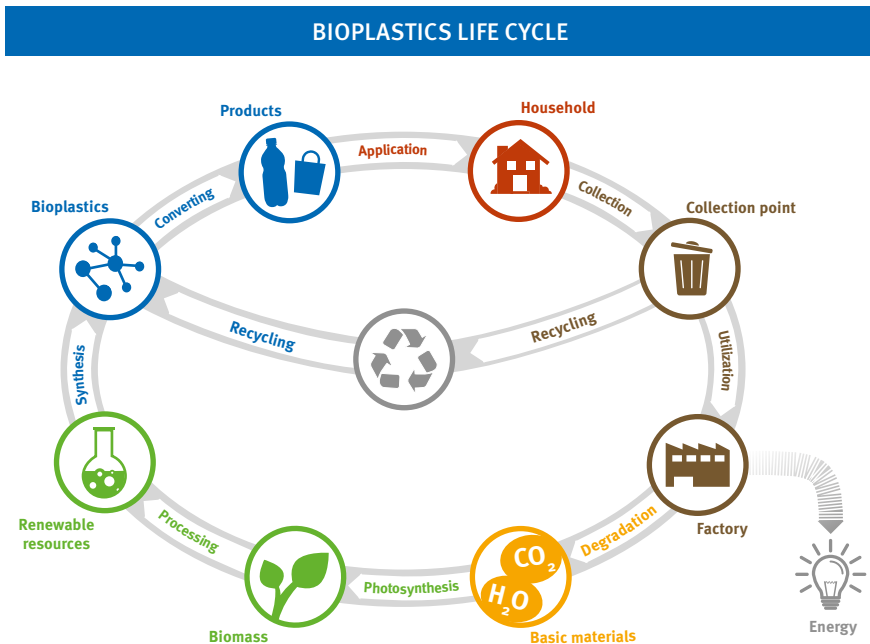 BIOPLASTICS LIFE CYCLE
Products
Household
Application
Bioplastics
Converting
Collection
Collection point
Recycling
Recycling
Synthesis
Utilization
Renewable
resources
Processing
Degradation
Factory
CO2
H2O
Photosynthesis
Biomass
Basic materials
Energy